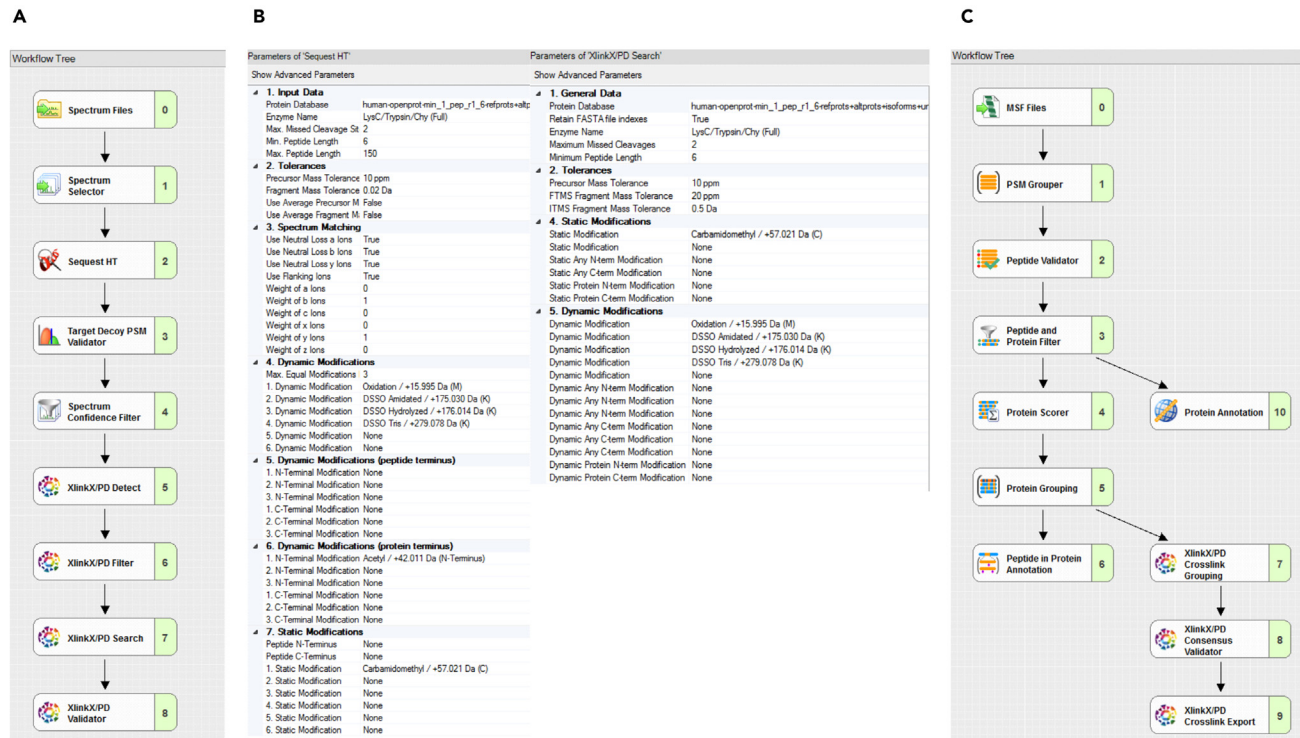 A
B
C
Workflow Tree
Spectrum Files 0
Spectrum
Selector 1
Sequest HT 2
Target Decoy PSM
Validator 3
Spectrum
Confidence Filter 4
XlinkX/PD Detect 5
XlinkX/PD Filter 6
XlinkX/PD Search 7
XlinkX/PD
Validator 8
Parameters of 'Sequest HT'
Show Advanced Parameters
1. Input Data
Protein Database human-openprot-min_1_pep_r1_6-refprots+altp
Enzyme Name LysC/Trypsin/Chy (Full)
Max. Missed Cleavage St 2
Min. Peptide Length 6
Max. Peptide Length 150
2. Tolerances
Precursor Mass Tolerance 10 ppm
Fragment Mass Tolerance 0.02 Da
Use Average Precursor M False
Use Average Fragment M False
3. Spectrum Matching
Use Neutral Loss a Ions True
Use Neutral Loss b Ions True
Use Neutral Loss y Ions True
Use Ranking Ions True
Weight of a Ions 0
Weight of b Ions 1
Weight of c Ions 0
Weight of x Ions 0
Weight of y Ions 1
Weight of z Ions 0
4. Dynamic Modifications
Max. Equal Modifications 3
1. Dynamic Modification Oxidation / +15.995 Da (M)
2. Dynamic Modification DSSO Amidated / +175.030 Da (K)
3. Dynamic Modification DSSO Hydrolyzed / +176.014 Da (K)
4. Dynamic Modification DSSO Tris / +279.078 Da (K)
5. Dynamic Modification None
6. Dynamic Modification None
5. Dynamic Modifications (peptide terminus)
1. N-Terminal Modification None
2. N-Terminal Modification None
3. N-Terminal Modification None
1. C-Terminal Modification None
2. C-Terminal Modification None
3. C-Terminal Modification None
6. Dynamic Modifications (protein terminus)
1. N-Terminal Modification Acetyl / +42.011 Da (N-Terminus)
2. N-Terminal Modification None
3. N-Terminal Modification None
1. C-Terminal Modification None
2. C-Terminal Modification None
3. C-Terminal Modification None
7. Static Modifications
Peptide N-Terminus None
Peptide C-Terminus None
1. Static Modification Carbamidomethyl / +57.021 Da (C)
2. Static Modification None
3. Static Modification None
4. Static Modification None
5. Static Modification None
6. Static Modification None
Parameters of 'XlinkX/PD Search'
Show Advanced Parameters
1. General Data
Protein Database human-openprot-min_1_pep_r1_6-refprots+altprots+isoforms+ur
Retain FASTA file indexes True
Enzyme Name LysC/Trypsin/Chy (Full)
Maximum Missed Cleavages 2
Minimum Peptide Length 6
2. Tolerances
Precursor Mass Tolerance 10 ppm
FTMS Fragment Mass Tolerance 20 ppm
ITMS Fragment Mass Tolerance 0.5 Da
4. Static Modifications
Static Modification Carbamidomethyl / +57.021 Da (C)
Static Modification None
Static Any N-term Modification None
Static Any C-term Modification None
Static Protein N-term Modification None
Static Protein C-term Modification None
5. Dynamic Modifications
Dynamic Modification Oxidation / +15.995 Da (M)
Dynamic Modification DSSO Amidated / +175.030 Da (K)
Dynamic Modification DSSO Hydrolyzed / +176.014 Da (K)
Dynamic Modification DSSO Tris / +279.078 Da (K)
Dynamic Modification None
Dynamic Any N-term Modification None
Dynamic Any N-term Modification None
Dynamic Any N-term Modification None
Dynamic Any C-term Modification None
Dynamic Any C-term Modification None
Dynamic Any C-term Modification None
Dynamic Protein N-term Modification None
Dynamic Protein C-term Modification None
Workflow Tree
MSF Files 0
PSM Grouper 1
Peptide Validator 2
Peptide and
Protein Filter 3
Protein Scorer 4
Protein Annotation 10
Protein Grouping 5
Peptide in Protein
Annotation 6
XlinkX/PD
Crosslink
Grouping 7
XlinkX/PD
Consensus
Validator 8
XlinkX/PD
Crosslink Export 9